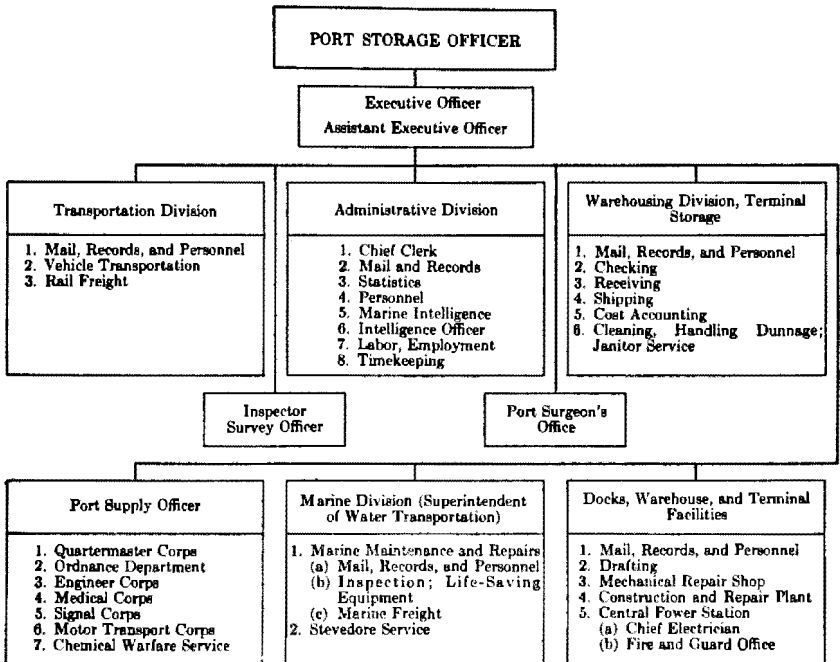 PORT STORAGE OFFICER
Executive Officer
Assistant Executive Officer
Transportation Division
1. Mail, Records, and Personnel
2. Vehicle Transportation
3. Rail Freight
Administrative Division
1. Chief Clerk
2. Mail and Records
3. Statistics
4. Personnel
5. Marine Intelligence
6. Intelligence Officer
7. Labor, Employment
8. Timekeeping
Warehousing Division, Terminal
Storage
1. Mail, Records, and Personnel
2. Checking
3. Receiving
4. Shipping
5. Cost Accounting
6. Cleaning, Handling Dunnage;
Janitor Service
Inspector
Survey Officer
Port Surgeon's
Office
Port Supply Officer
1. Quartermaster Corps
2. Ordnance Department
3. Engineer Corps
4. Medical Corps
5. Signal Corps
6. Motor Transport Corps
7. Chemical Warfare Service
Marine Division (Superintendent
of Water Transportation)
1. Marine Maintenance and Repairs
(a) Mail, Records, and Personnel
(b) Inspection; Life-Saving
Equipment
(c) Marine Freight
2. Stevedore Service
Docks, Warehouse, and Terminal
Facilities
1. Mail, Records, and Personnel
2. Drafting
3. Mechanical Repair Shop
4. Construction and Repair Plant
5. Central Power Station
(a) Chief Electrician
(b) Fire and Guard Office